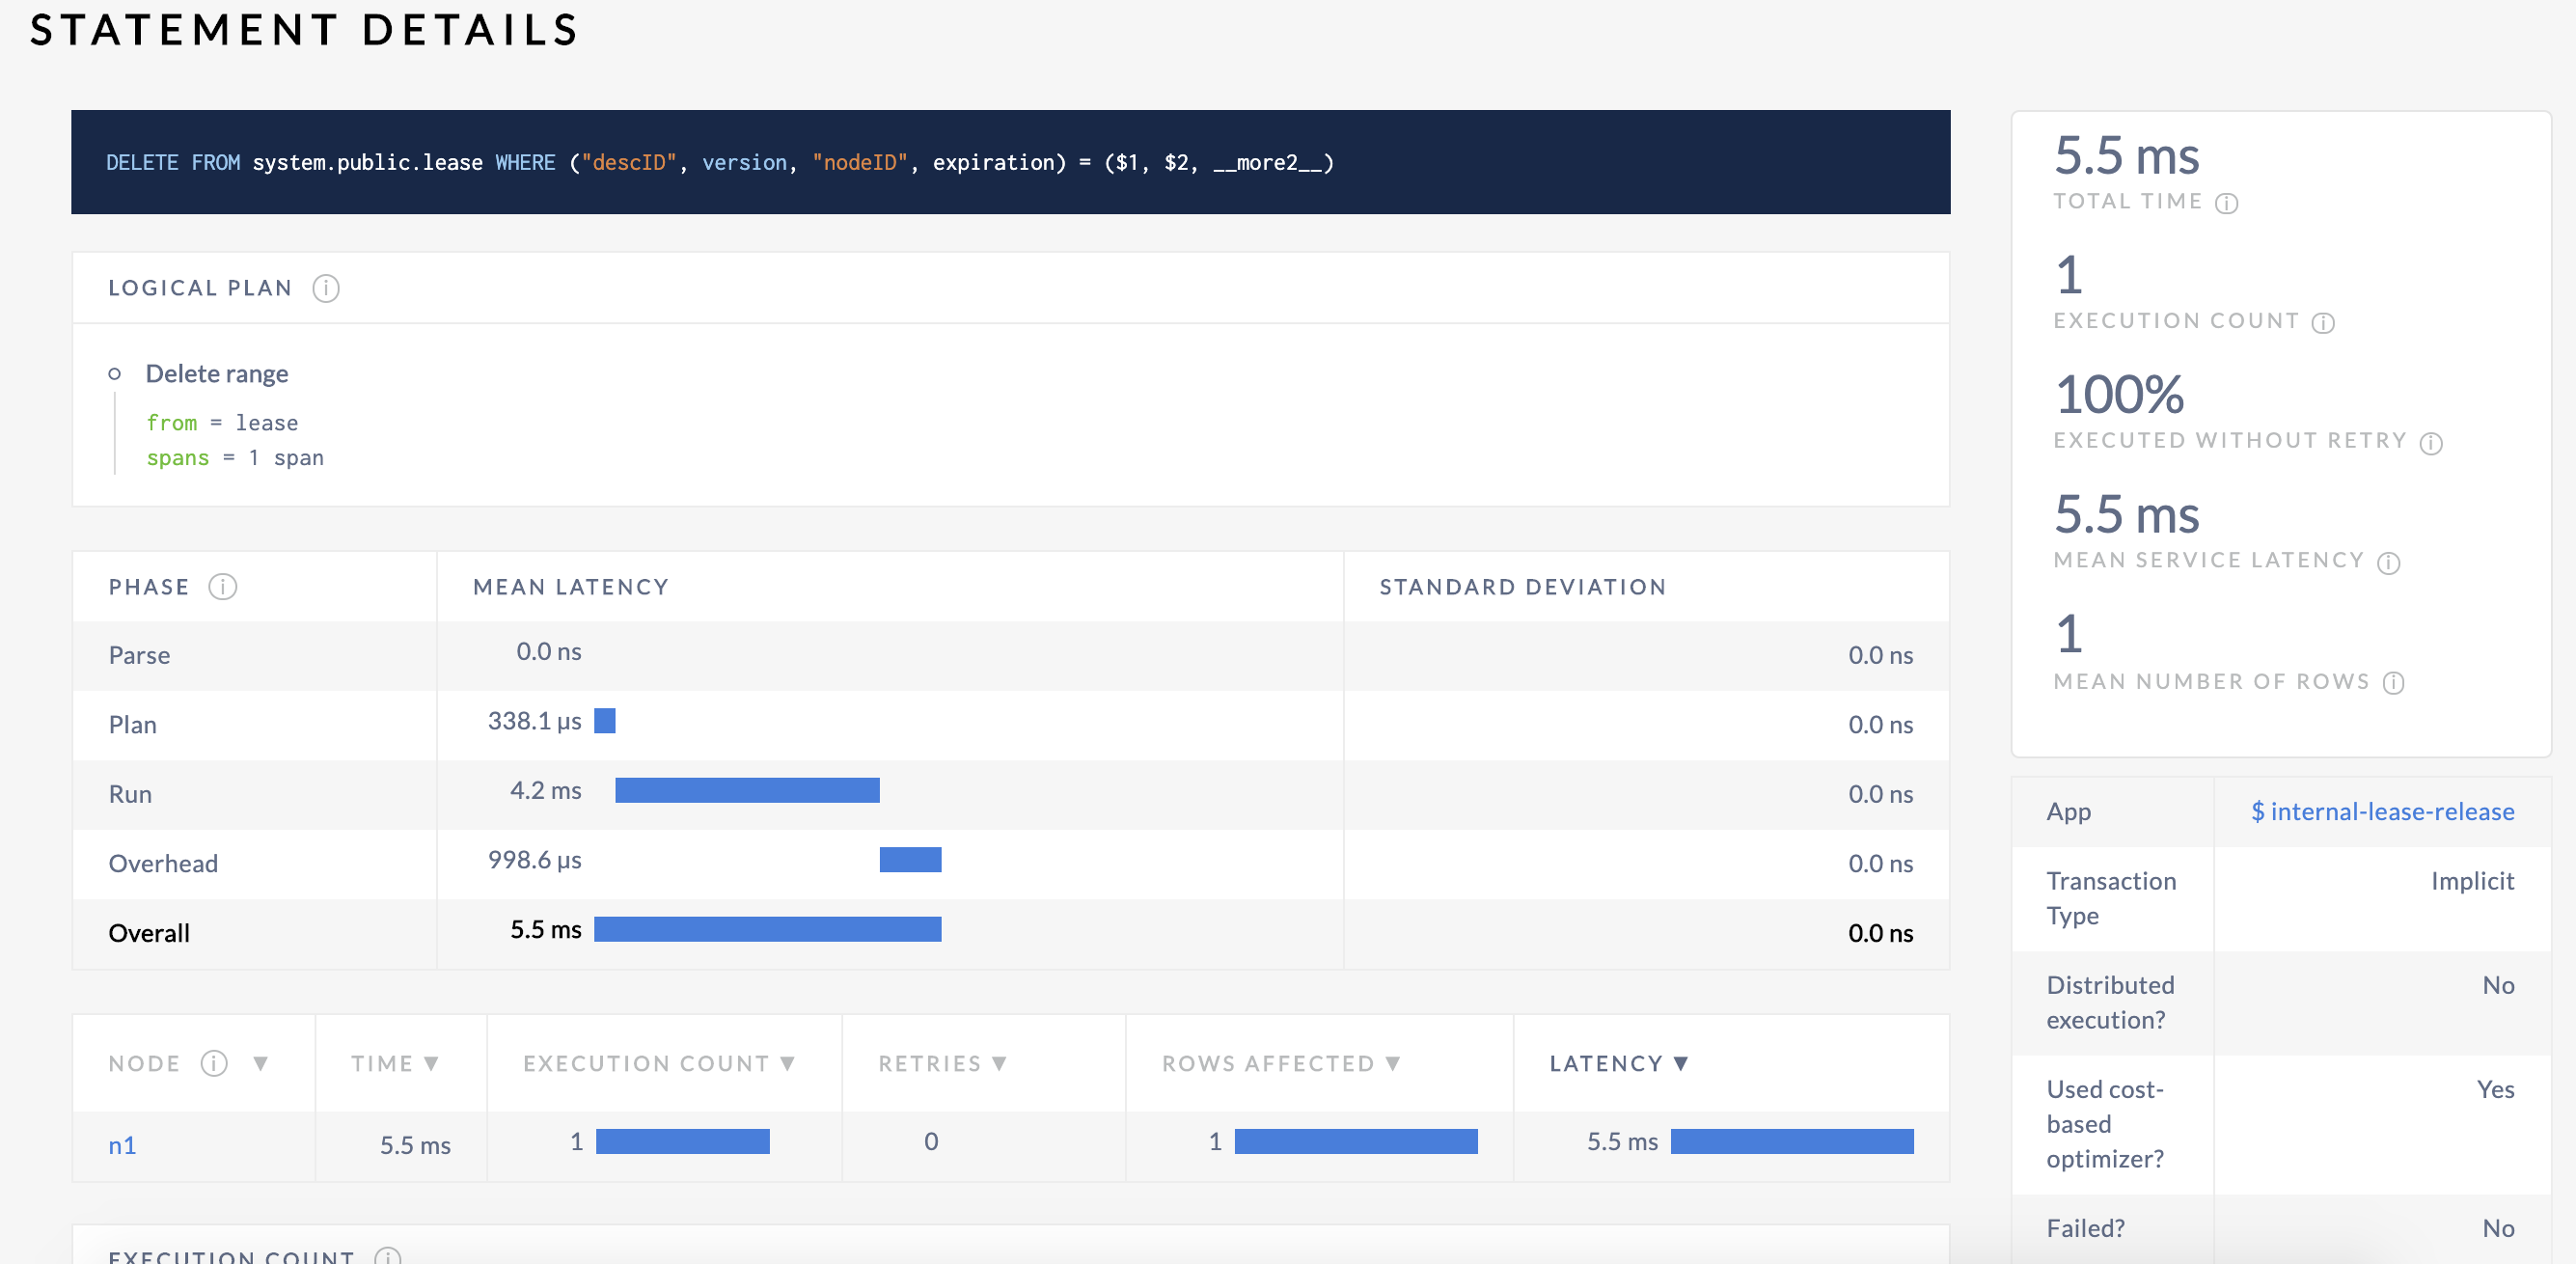 STATEMENT DETAILS
DELETE FROM system.public.lease WHERE ("descID", version, "nodeID", expiration) = ($1, $2, __more2__)
LOGICAL PLAN
Delete range
from = lease
spans = 1 span
PHASE MEAN LATENCY STANDARD DEVIATION
Parse 0.0 ns 0.0 ns
Plan 338.1 µs 0.0 ns
Run 4.2 ms 0.0 ns
Overhead 998.6 µs 0.0 ns
Overall 5.5 ms 0.0 ns
NODE ▼ TIME ▼ EXECUTION COUNT ▼ RETRIES ▼ ROWS AFFECTED ▼ LATENCY ▼
n1 5.5 ms 1 0 1 5.5 ms
EXECUTION COUNT
5.5 ms
TOTAL TIME
1
EXECUTION COUNT
100%
EXECUTED WITHOUT RETRY
5.5 ms
MEAN SERVICE LATENCY
1
MEAN NUMBER OF ROWS
App $ internal-lease-release
Transaction Implicit
Type
Distributed No
execution?
Used cost- Yes
based
optimizer?
Failed? No